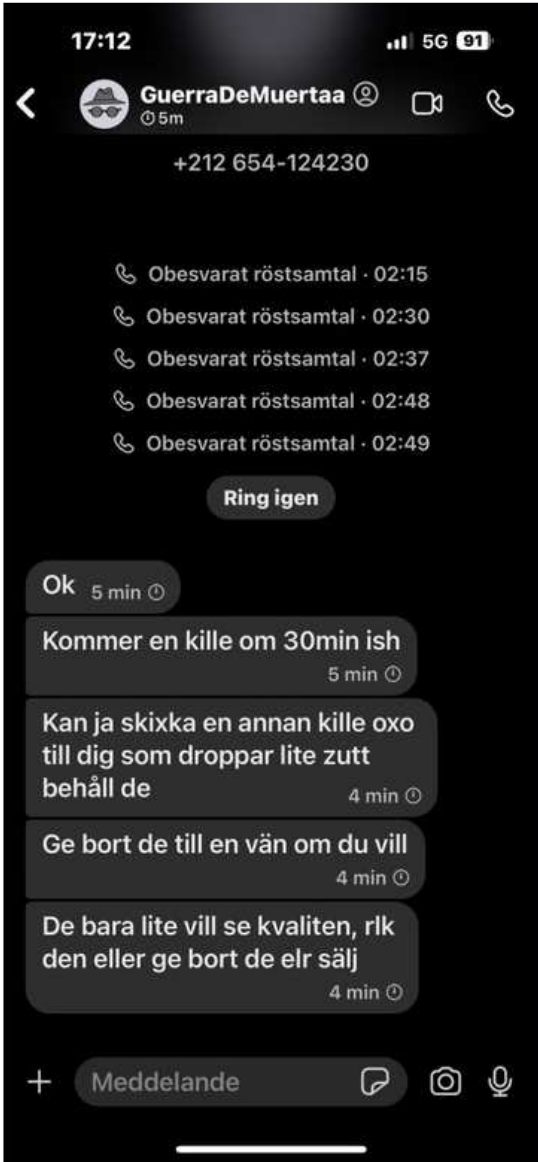 17:12
5G 91
GuerraDeMuertaa
5m
+212 654-124230
Obesvarat röstsamtal · 02:15
Obesvarat röstsamtal · 02:30
Obesvarat röstsamtal · 02:37
Obesvarat röstsamtal · 02:48
Obesvarat röstsamtal · 02:49
Ring igen
Ok 5 min
Kommer en kille om 30min ish
5 min
Kan ja skixka en annan kille oxo
till dig som droppar lite zutt
behåll de 4 min
Ge bort de till en vän om du vill
4 min
De bara lite vill se kvaliten, rlk
den eller ge bort de elr sälj
4 min
Meddelande